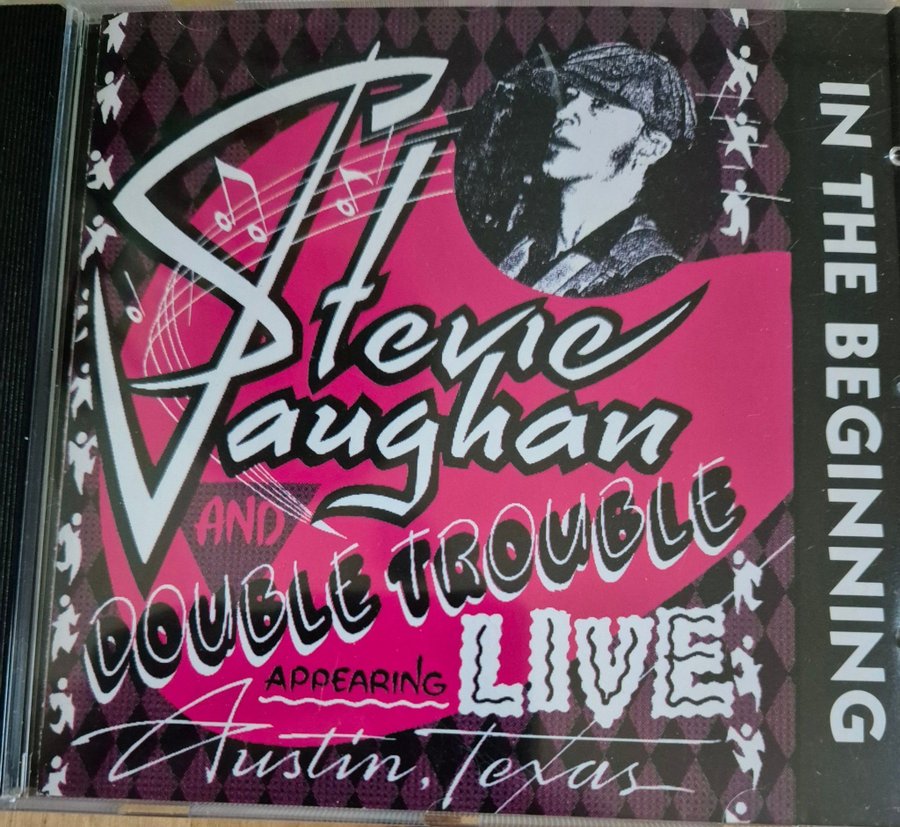 Stevie
Vaughan
AND
DOUBLE TROUBLE
APPEARING LIVE
Austin, Texas
IN THE BEGINNING